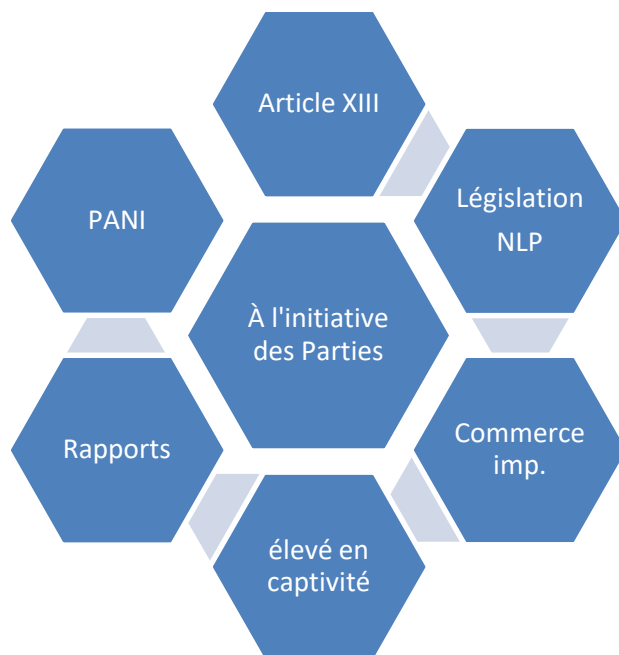 Article XIII
Législation
NLP
Commerce
imp.
élevé en
captivité
Rapports
PANI
À l'initiative
des Parties